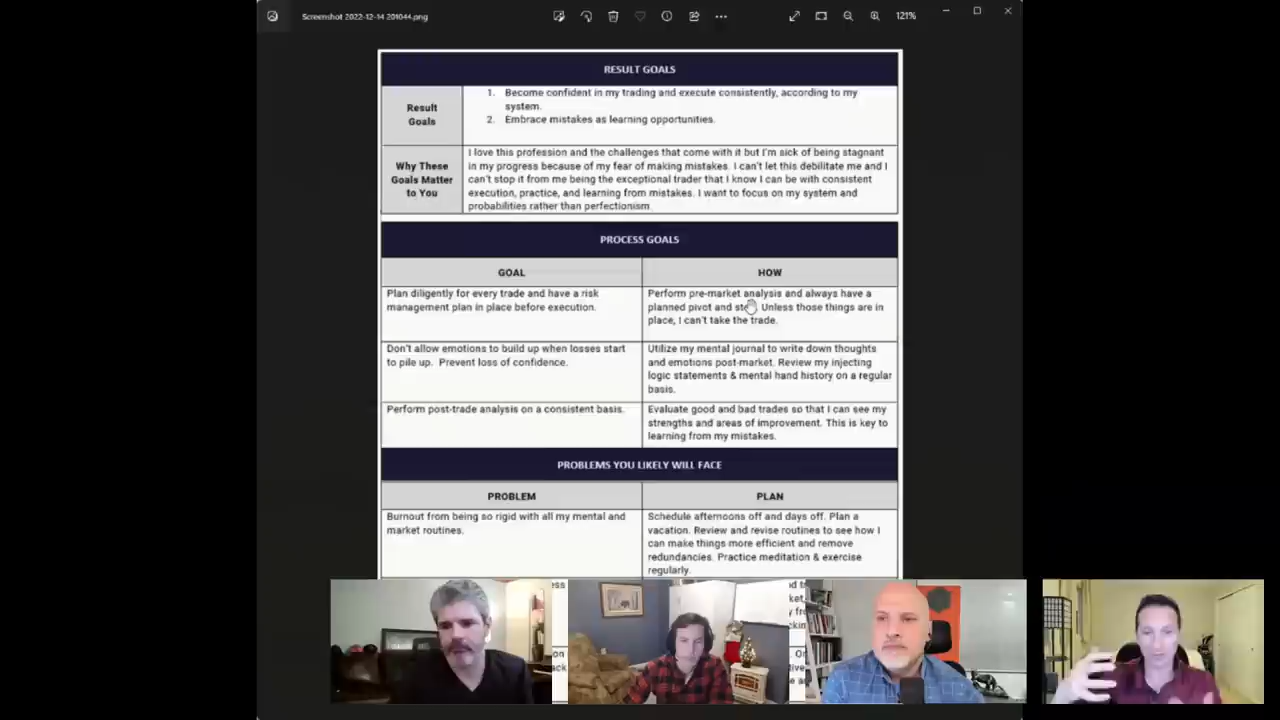 Screenshot 2022-12-14 201044.png
121%
RESULT GOALS
Result
Goals
1. Become confident in my trading and execute consistently, according to my
system.
2. Embrace mistakes as learning opportunities.
Why These
Goals Matter
to You
I love this profession and the challenges that come with it but I'm sick of being stagnant
in my progress because of my fear of making mistakes. I can't let this debilitate me and I
can't stop it from me being the exceptional trader that I know I can be with consistent
execution, practice, and learning from mistakes. I want to focus on my system and
probabilities rather than perfectionism.
PROCESS GOALS
GOAL
HOW
Plan diligently for every trade and have a risk
management plan in place before execution.
Perform pre-market analysis and always have a
planned pivot and Unless those things are in
place, I can't take the trade.
Don't allow emotions to build up when losses start
to pile up. Prevent loss of confidence.
Utilize my mental journal to write down thoughts
and emotions post-market. Review my injecting
logic statements & mental hand history on a regular
basis.
Perform post-trade analysis on a consistent basis.
Evaluate good and bad trades so that I can see my
strengths and areas of improvement. This is key to
learning from my mistakes.
PROBLEMS YOU LIKELY WILL FACE
PROBLEM
PLAN
Burnout from being so rigid with all my mental and
market routines.
Schedule afternoons off and days off. Plan a
vacation. Review and revise routines to see how I
can make things more efficient and remove
redundancies. Practice meditation & exercise
regularly.